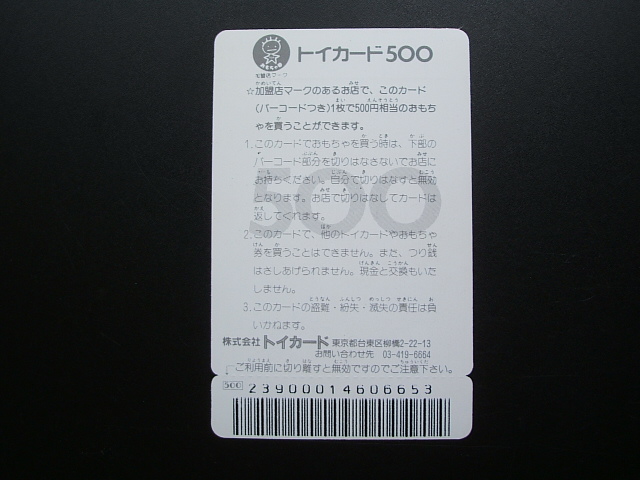 トイカード500
加盟店マーク
☆加盟店マークのあるお店で、このカード
(バーコードつき)1枚で500円相当のおもち
ゃを買うことができます。
1.このカードでおもちゃを買う時は、下部の
バーコード部分を切りはなさないでお店に
お持ちください。自分で切りはなすと無効
となります。お店で切りはなしてカードは
返してくれます。
500
2.このカードで、他のトイカードやおもちゃ
券を買うことはできません。また、つり銭
はさしあげられません。現金と交換もいた
しません。
3.このカードの盗難・紛失・滅失の責任は負
いかねます。
株式会社トイカード 東京都台東区柳橋2-22-13
お問い合わせ先 03-419-6664
ご利用前に切り離すと無効ですのでご注意下さい。
500 23900014606653